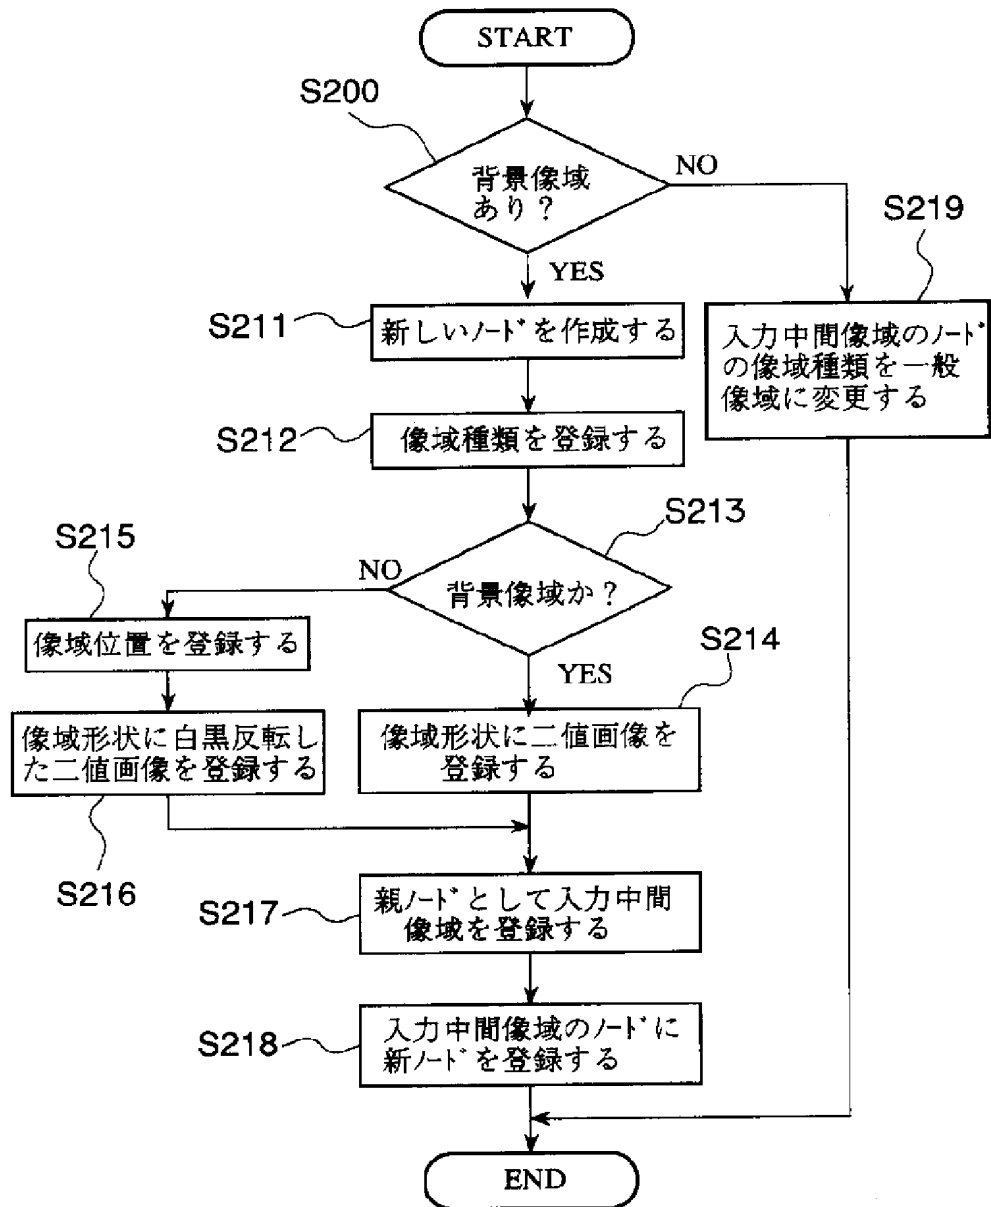 START
S200
背景像域
あり?
NO
YES
S219
入力中間像域のノード
の像域種類を一般
像域に変更する
S211
新しいノードを作成する
S212
像域種類を登録する
S213
背景像域か?
NO
YES
S215
像域位置を登録する
S214
像域形状に二値画像を
登録する
像域形状に白黒反転し
た二値画像を登録する
S216
S217
親ノードとして入力中間
像域を登録する
S218
入力中間像域のノードに
新ノードを登録する
END